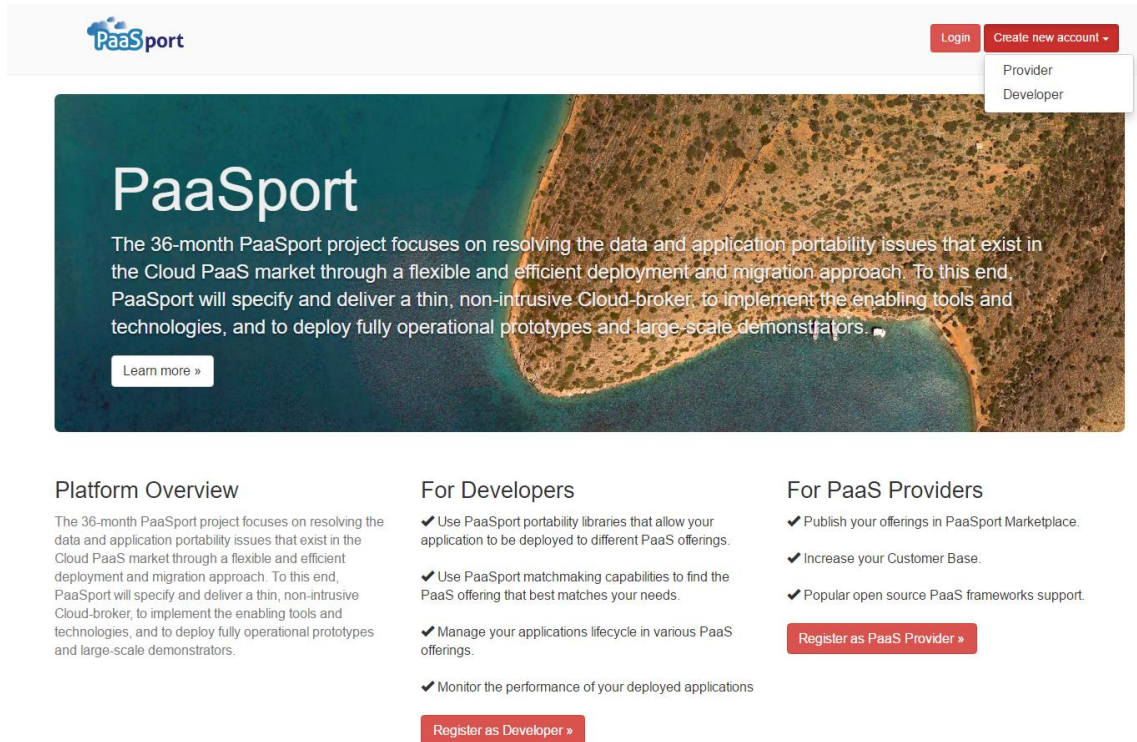 PaaSport
Login
Create new account
Provider
Developer
PaaSport
The 36-month PaaSport project focuses on resolving the data and application portability issues that exist in
the Cloud PaaS market through a flexible and efficient deployment and migration approach. To this end,
PaaSport will specify and deliver a thin, non-intrusive Cloud-broker, to implement the enabling tools and
technologies, and to deploy fully operational prototypes and large-scale demonstrators.
Learn more »
Platform Overview
The 36-month PaaSport project focuses on resolving the
data and application portability issues that exist in the
Cloud PaaS market through a flexible and efficient
deployment and migration approach. To this end,
PaaSport will specify and deliver a thin, non-intrusive
Cloud-broker, to implement the enabling tools and
technologies, and to deploy fully operational prototypes
and large-scale demonstrators.
For Developers
✔ Use PaaSport portability libraries that allow your
application to be deployed to different PaaS offerings.
✔ Use PaaSport matchmaking capabilities to find the
PaaS offering that best matches your needs.
✔ Manage your applications lifecycle in various PaaS
offerings.
✔ Monitor the performance of your deployed applications
Register as Developer »
For PaaS Providers
✔ Publish your offerings in PaaSport Marketplace.
✔ Increase your Customer Base.
✔ Popular open source PaaS frameworks support.
Register as PaaS Provider »